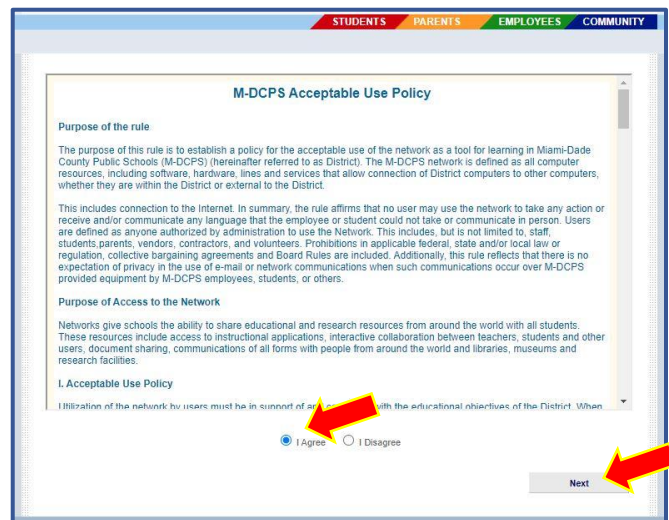 STUDENTS PARENTS EMPLOYEES COMMUNITY
M-DCPS Acceptable Use Policy
Purpose of the rule
The purpose of this rule is to establish a policy for the acceptable use of the network as a tool for learning in Miami-Dade
County Public Schools (M-DCPS) (hereinafter referred to as District). The M-DCPS network is defined as all computer
resources, including software, hardware, lines and services that allow connection of District computers to other computers,
whether they are within the District or external to the District.
This includes connection to the Internet. In summary, the rule affirms that no user may use the network to take any action or
receive and/or communicate any language that the employee or student could not take or communicate in person. Users
are defined as anyone authorized by administration to use the Network. This includes, but is not limited to, staff,
students,parents, vendors, contractors, and volunteers. Prohibitions in applicable federal, state and/or local law or
regulation, collective bargaining agreements and Board Rules are included. Additionally, this rule reflects that there is no
expectation of privacy in the use of e-mail or network communications when such communications occur over M-DCPS
provided equipment by M-DCPS employees, students, or others.
Purpose of Access to the Network
Networks give schools the ability to share educational and research resources from around the world with all students.
These resources include access to instructional applications, interactive collaboration between teachers, students and other
users, document sharing, communications of all forms with people from around the world and libraries, museums and
research facilities.
I. Acceptable Use Policy
Utilization of the network by users must be in support of with the educational objectives of the District. When
I Agree I Disagree
Next